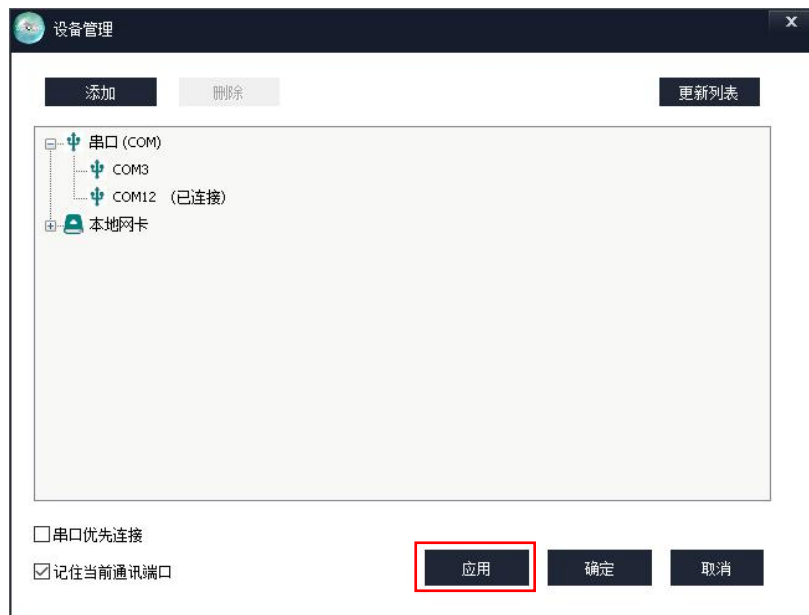 设备管理
x
添加 删除 更新列表
串口 (COM)
COM3
COM12 (已连接)
本地网卡
串口优先连接
记住当前通讯端口
应用 确定 取消